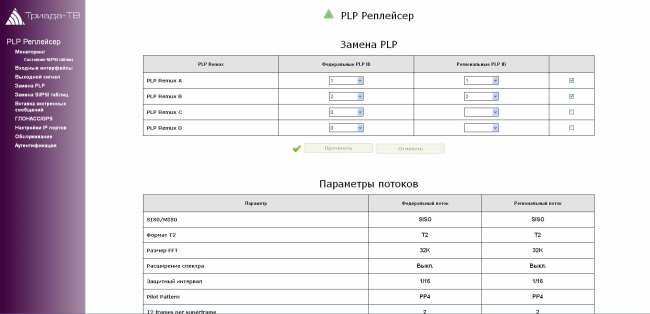 Триада-ТВ
PLP Реплейсер
Мониторинг
Состояние SI/PSI таблиц
Входные интерфейсы
Выходной сигнал
Замена PLP
Замена SI/PSI таблиц
Вставка экстренных
сообщений
ГЛОНАСС/GPS
Настройки IP портов
Обслуживание
Аутентификация
PLP Реплейсер
Замена PLP
PLP Remux Федеральные PLP ID Региональные PLP ID
PLP Remux A 1 1
PLP Remux B 2 2
PLP Remux C 0
PLP Remux D 0
Применить Отменить
Параметры потоков
Параметр Федеральный поток Региональный поток
SISO/MISO SISO SISO
Формат T2 T2 T2
Размер FFT 32K 32K
Расширение спектра Выкл. Выкл.
Защитный интервал 1/16 1/16
Pilot Pattern PP4 PP4
T2 frames per superframe 2 2